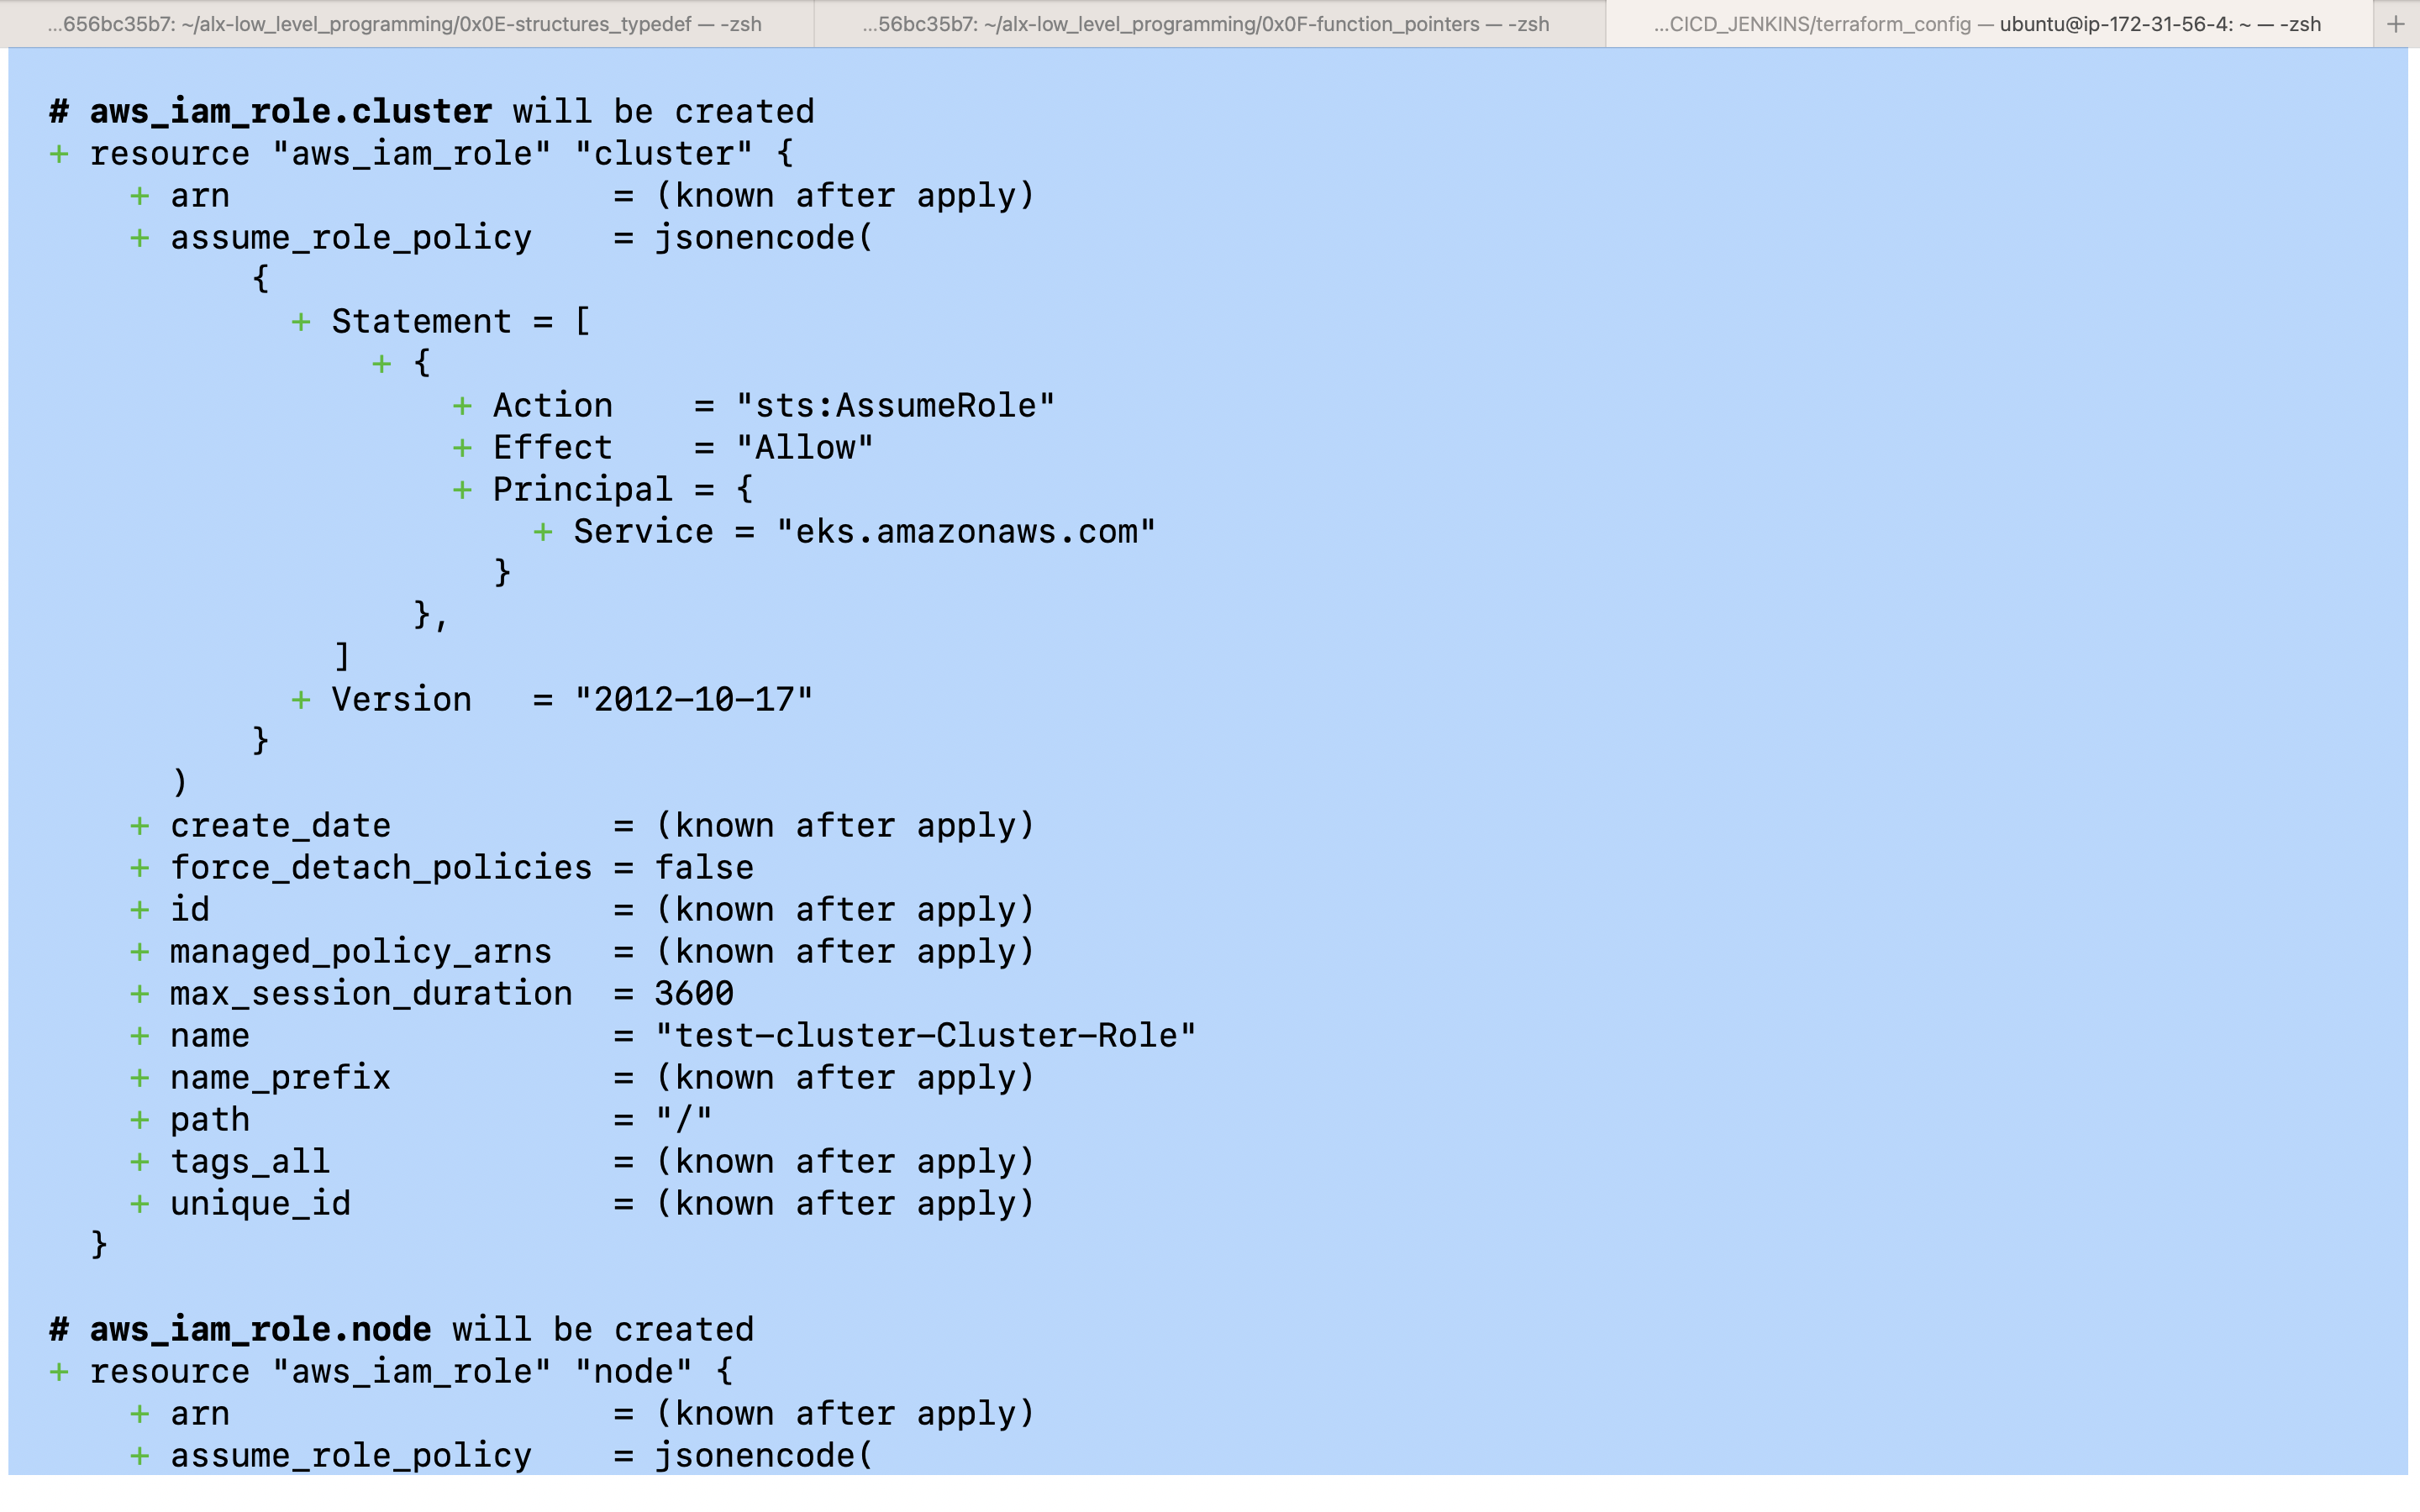 ...656bc35b7: ~/alx-low_level_programming/0x0E-structures_typedef — -zsh
...56bc35b7: ~/alx-low_level_programming/0x0F-function_pointers — -zsh
...CICD_JENKINS/terraform_config — ubuntu@ip-172-31-56-4: ~ — -zsh
+
# aws_iam_role.cluster will be created
+ resource "aws_iam_role" "cluster" {
    + arn                   = (known after apply)
    + assume_role_policy    = jsonencode(
          {
            + Statement = [
                + {
                    + Action    = "sts:AssumeRole"
                    + Effect    = "Allow"
                    + Principal = {
                        + Service = "eks.amazonaws.com"
                      }
                  },
              ]
            + Version   = "2012-10-17"
          }
      )
    + create_date           = (known after apply)
    + force_detach_policies = false
    + id                    = (known after apply)
    + managed_policy_arns   = (known after apply)
    + max_session_duration  = 3600
    + name                  = "test-cluster-Cluster-Role"
    + name_prefix           = (known after apply)
    + path                  = "/"
    + tags_all              = (known after apply)
    + unique_id             = (known after apply)
  }
# aws_iam_role.node will be created
+ resource "aws_iam_role" "node" {
    + arn                   = (known after apply)
    + assume_role_policy    = jsonencode(